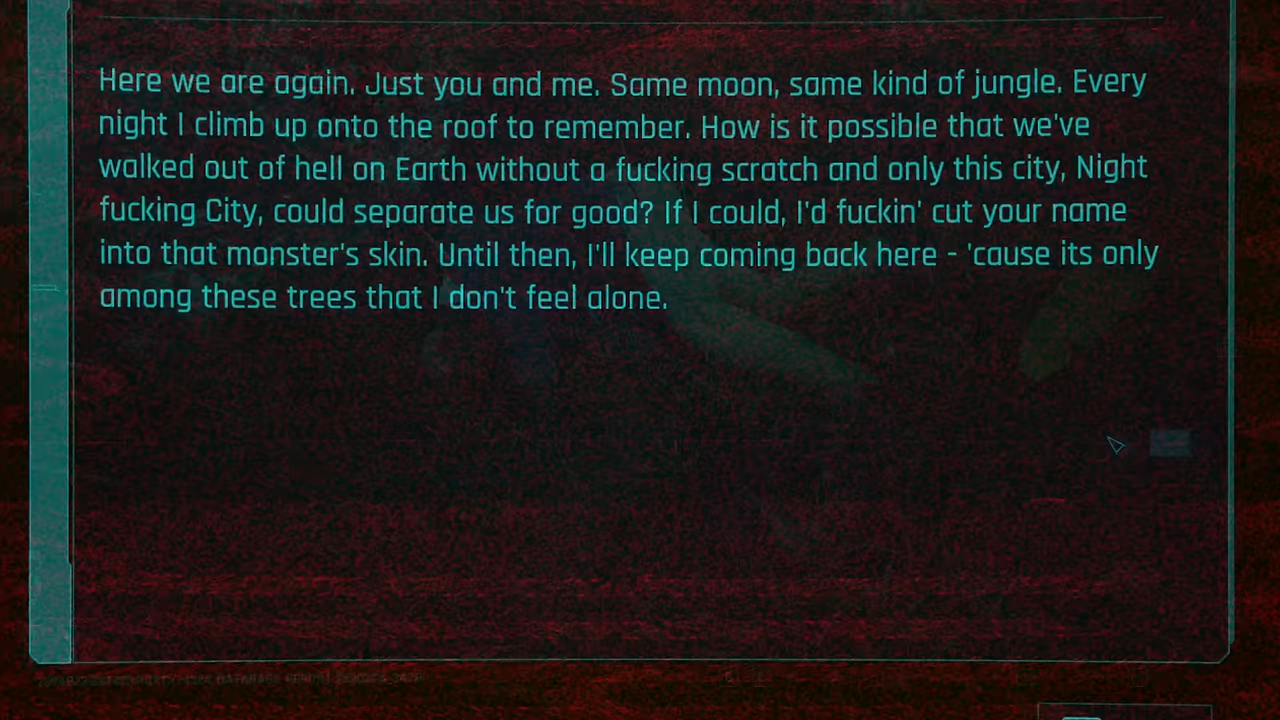 Here we are again. Just you and me. Same moon, same kind of jungle. Every
night I climb up onto the roof to remember. How is it possible that we've
walked out of hell on Earth without a fucking scratch and only this city, Night
fucking City, could separate us for good? If I could, I'd fuckin' cut your name
into that monster's skin. Until then, I'll keep coming back here - 'cause its only
among these trees that I don't feel alone.